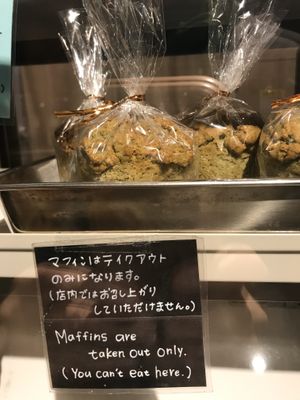 マフィンはテイクアウト
のみになります。
(店内ではお召し上がり
していただけません。)
Maffins are
taken out only.
(You can't eat here.)